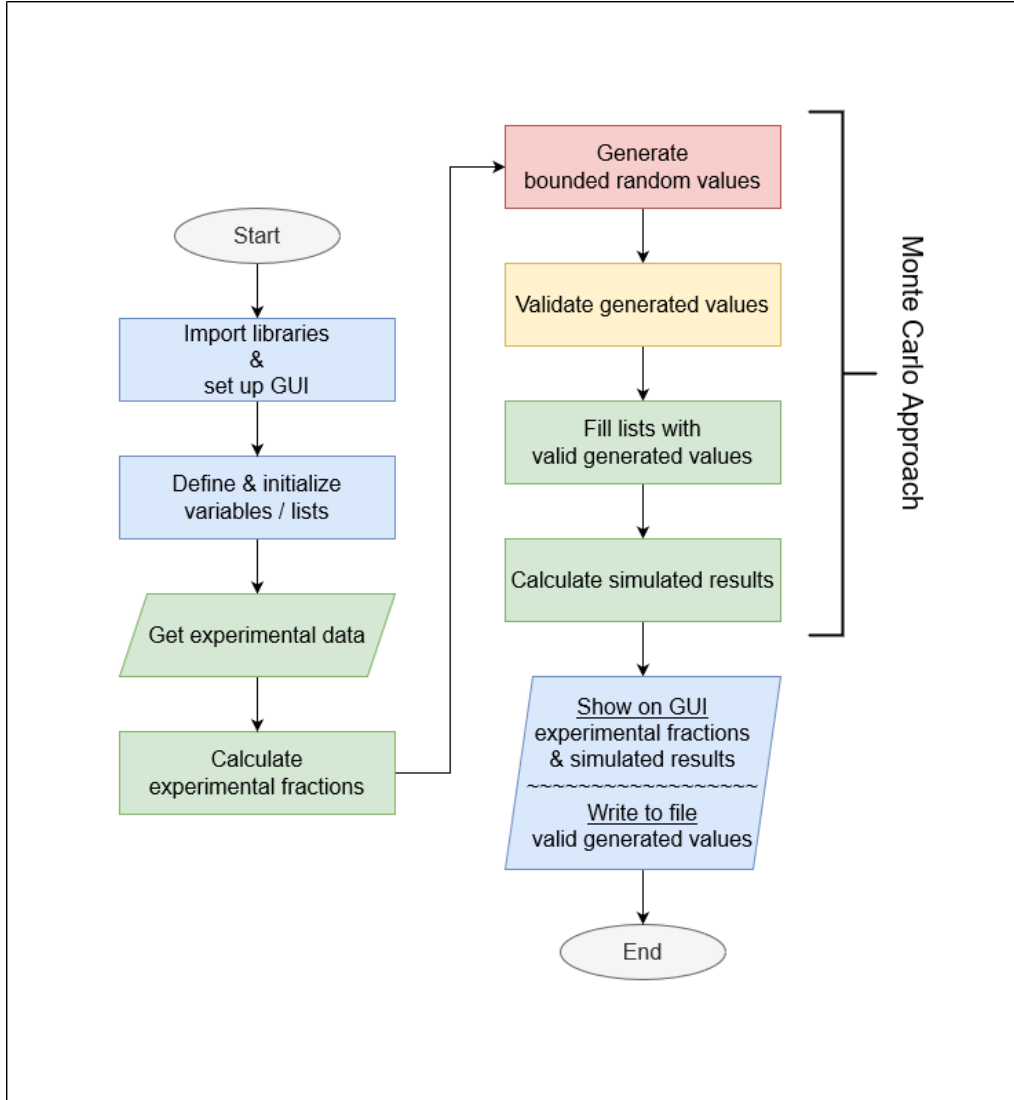 Start
Import libraries
&
set up GUI
Define & initialize
variables / lists
Get experimental data
Calculate
experimental fractions
Generate
bounded random values
Validate generated values
Fill lists with
valid generated values
Calculate simulated results
Show on GUI
experimental fractions
& simulated results
~~~~~~~~~~~~~~~~~~
Write to file
valid generated values
End
Monte Carlo Approach